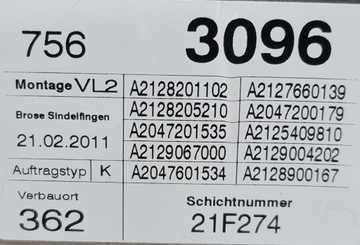 756 3096
Montage VL2 A2128201102 A2127660139
A2128205210 A2047200179
Brose Sindelfingen A2047201535 A2125409810
21.02.2011 A2129067000 A2129004202
Auftragstyp K A2047601534 A2128900167
Verbauort Schichtnummer
362 21F274